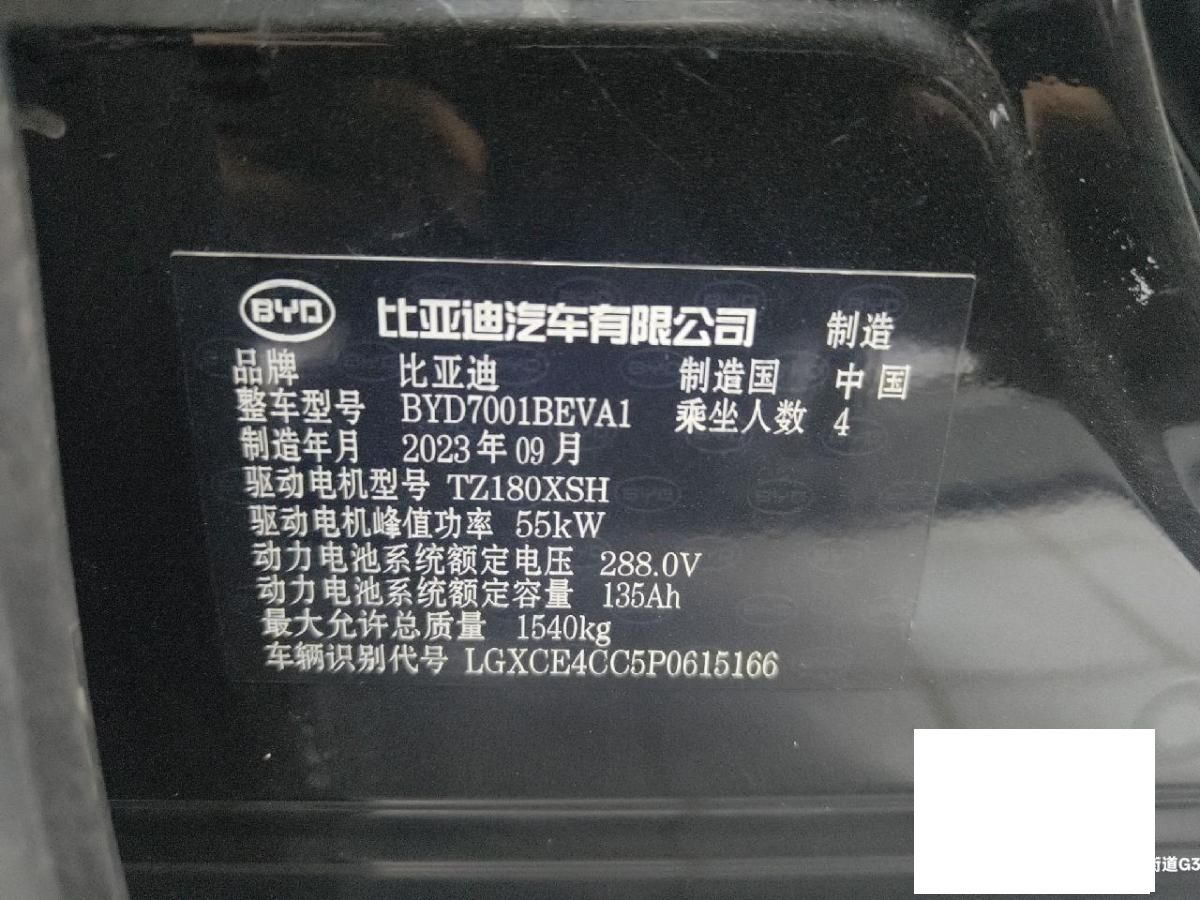 BYD 比亚迪汽车有限公司 制造
品牌 比亚迪 制造国 中国
整车型号 BYD7001BEVA1 乘坐人数 4
制造年月 2023年09月
驱动电机型号 TZ180XSH
驱动电机峰值功率 55kW
动力电池系统额定电压 288.0V
动力电池系统额定容量 135Ah
最大允许总质量 1540kg
车辆识别代号 LGXCE4CC5P0615166
街道G3